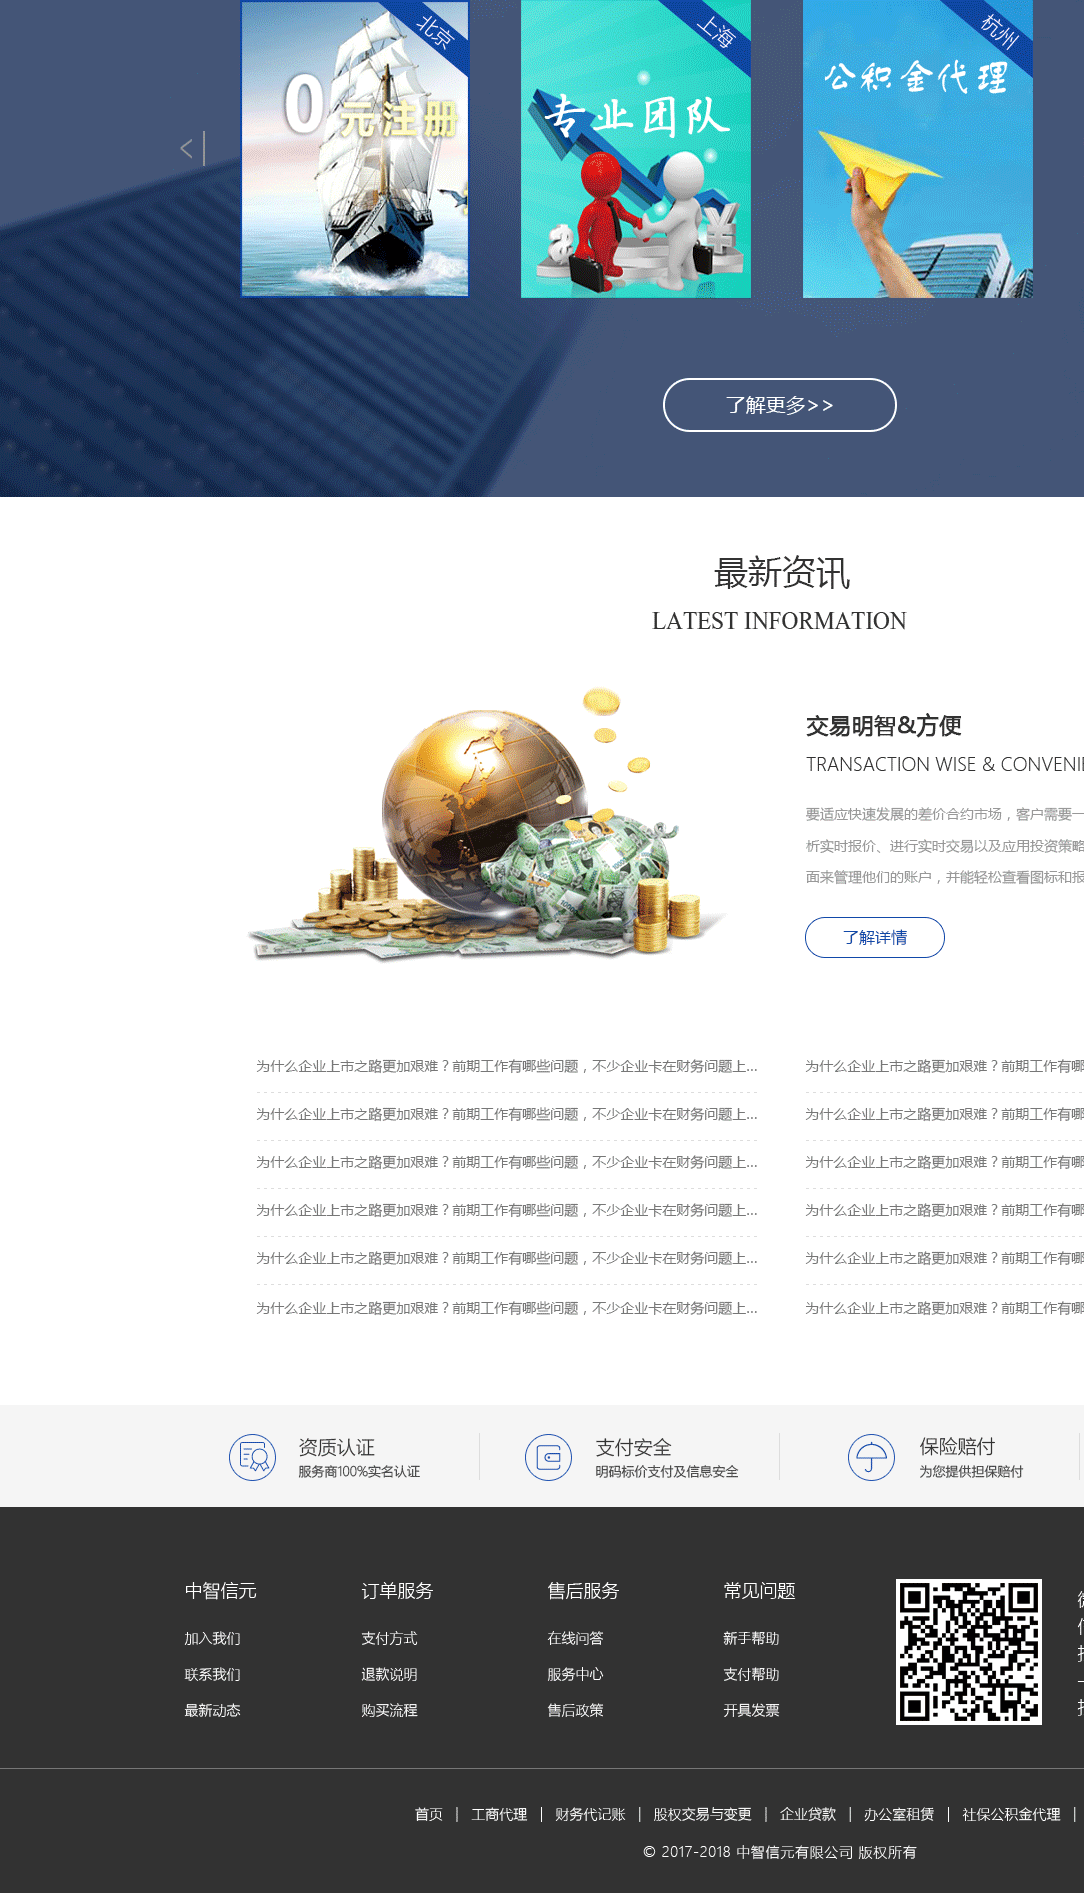 北京
0元注册
上海
专业团队
杭州
公积金代理
<
了解更多>>
最新资讯
LATEST INFORMATION
交易明智&方便
TRANSACTION WISE & CONVENIE
要适应快速发展的差价合约市场，客户需要一
析实时报价、进行实时交易以及应用投资策略
面来管理他们的账户，并能轻松查看图标和报
了解详情
为什么企业上市之路更加艰难？前期工作有哪些问题，不少企业卡在财务问题上...
为什么企业上市之路更加艰难？前期工作有哪
为什么企业上市之路更加艰难？前期工作有哪些问题，不少企业卡在财务问题上...
为什么企业上市之路更加艰难？前期工作有哪
为什么企业上市之路更加艰难？前期工作有哪些问题，不少企业卡在财务问题上...
为什么企业上市之路更加艰难？前期工作有哪
为什么企业上市之路更加艰难？前期工作有哪些问题，不少企业卡在财务问题上...
为什么企业上市之路更加艰难？前期工作有哪
为什么企业上市之路更加艰难？前期工作有哪些问题，不少企业卡在财务问题上...
为什么企业上市之路更加艰难？前期工作有哪
为什么企业上市之路更加艰难？前期工作有哪些问题，不少企业卡在财务问题上...
为什么企业上市之路更加艰难？前期工作有哪
资质认证
服务商100%实名认证
支付安全
明码标价支付及信息安全
保险赔付
为您提供担保赔付
中智信元
加入我们
联系我们
最新动态
订单服务
支付方式
退款说明
购买流程
售后服务
在线问答
服务中心
售后政策
常见问题
新手帮助
支付帮助
开具发票
首页 | 工商代理 | 财务代记账 | 股权交易与变更 | 企业贷款 | 办公室租赁 | 社保公积金代理 |
© 2017-2018 中智信元有限公司 版权所有